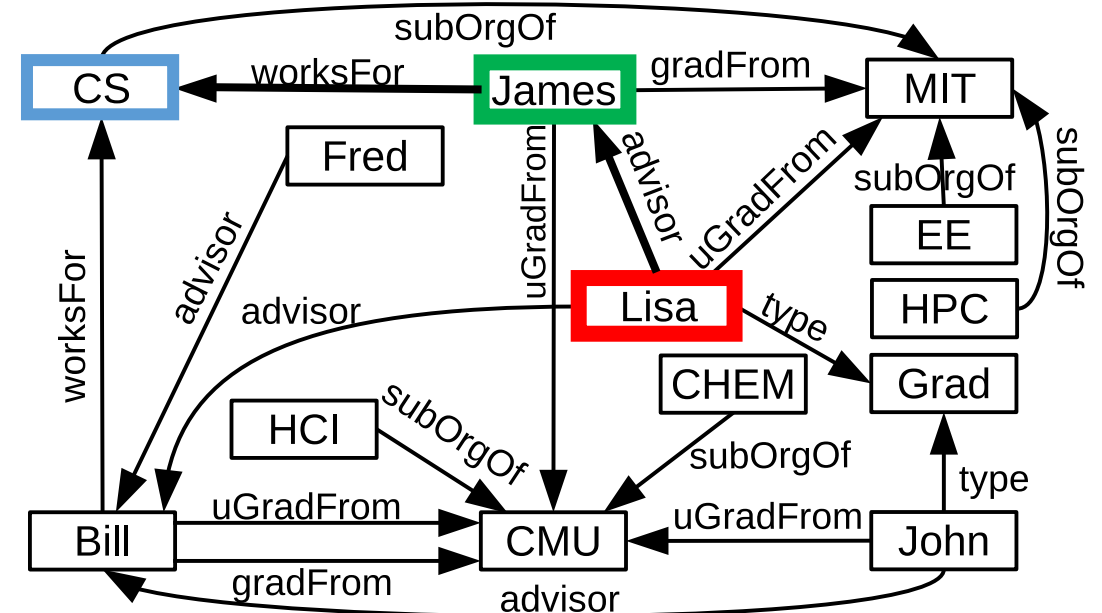 subOrgOf
CS
worksFor
James
gradFrom
MIT
Fred
uGradFrom
advisor
uGradFrom
subOrgOf
subOrgOf
EE
advisor
worksFor
advisor
Lisa
type
HPC
CHEM
Grad
HCl
subOrgOf
subOrgOf
type
uGradFrom
uGradFrom
Bill
CMU
John
gradFrom
advisor